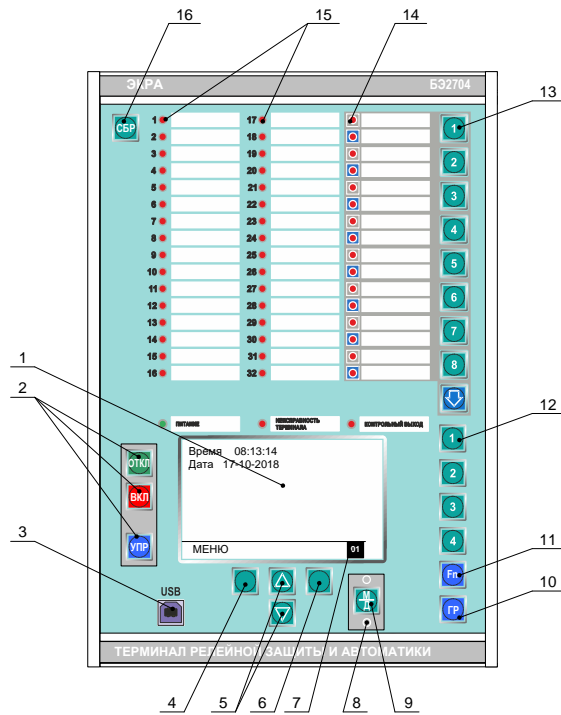 16 15 14
ЭКРА БЭ2704
13
СБР
1 17 1
2 18
3 19 2
4 20
5 21 3
6 22
7 23 4
8 24
9 25 5
10 26
11 27 6
12 28
13 29 7
14 30
15 31 8
16 32
1
2
12
ПИТАНИЕ НЕИСПРАВНОСТЬ ТЕРМИНАЛА КОНТРОЛЬНЫЙ ВЫХОД
1
Время 08:13:14
Дата 17-10-2018
ОТКЛ
ВКЛ
УПР
2
3
4
3
МЕНЮ 01
11
Fn
10
USB
М
Д
ГР
ТЕРМИНАЛ РЕЛЕЙНОЙ ЗАЩИТЫ И АВТОМАТИКИ
4 5 6 7 8 9